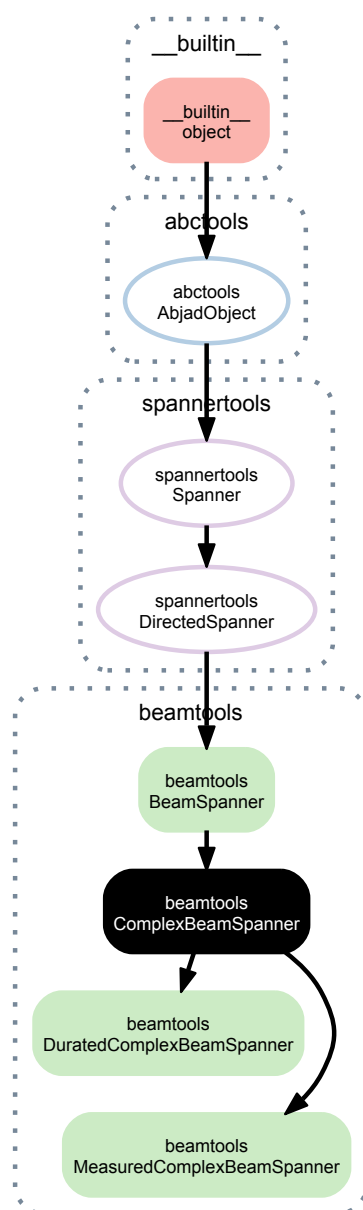 __builtin__
__builtin__
object
abctools
abctools
AbjadObject
spannertools
spannertools
Spanner
spannertools
DirectedSpanner
beamtools
beamtools
BeamSpanner
beamtools
ComplexBeamSpanner
beamtools
DuratedComplexBeamSpanner
beamtools
MeasuredComplexBeamSpanner